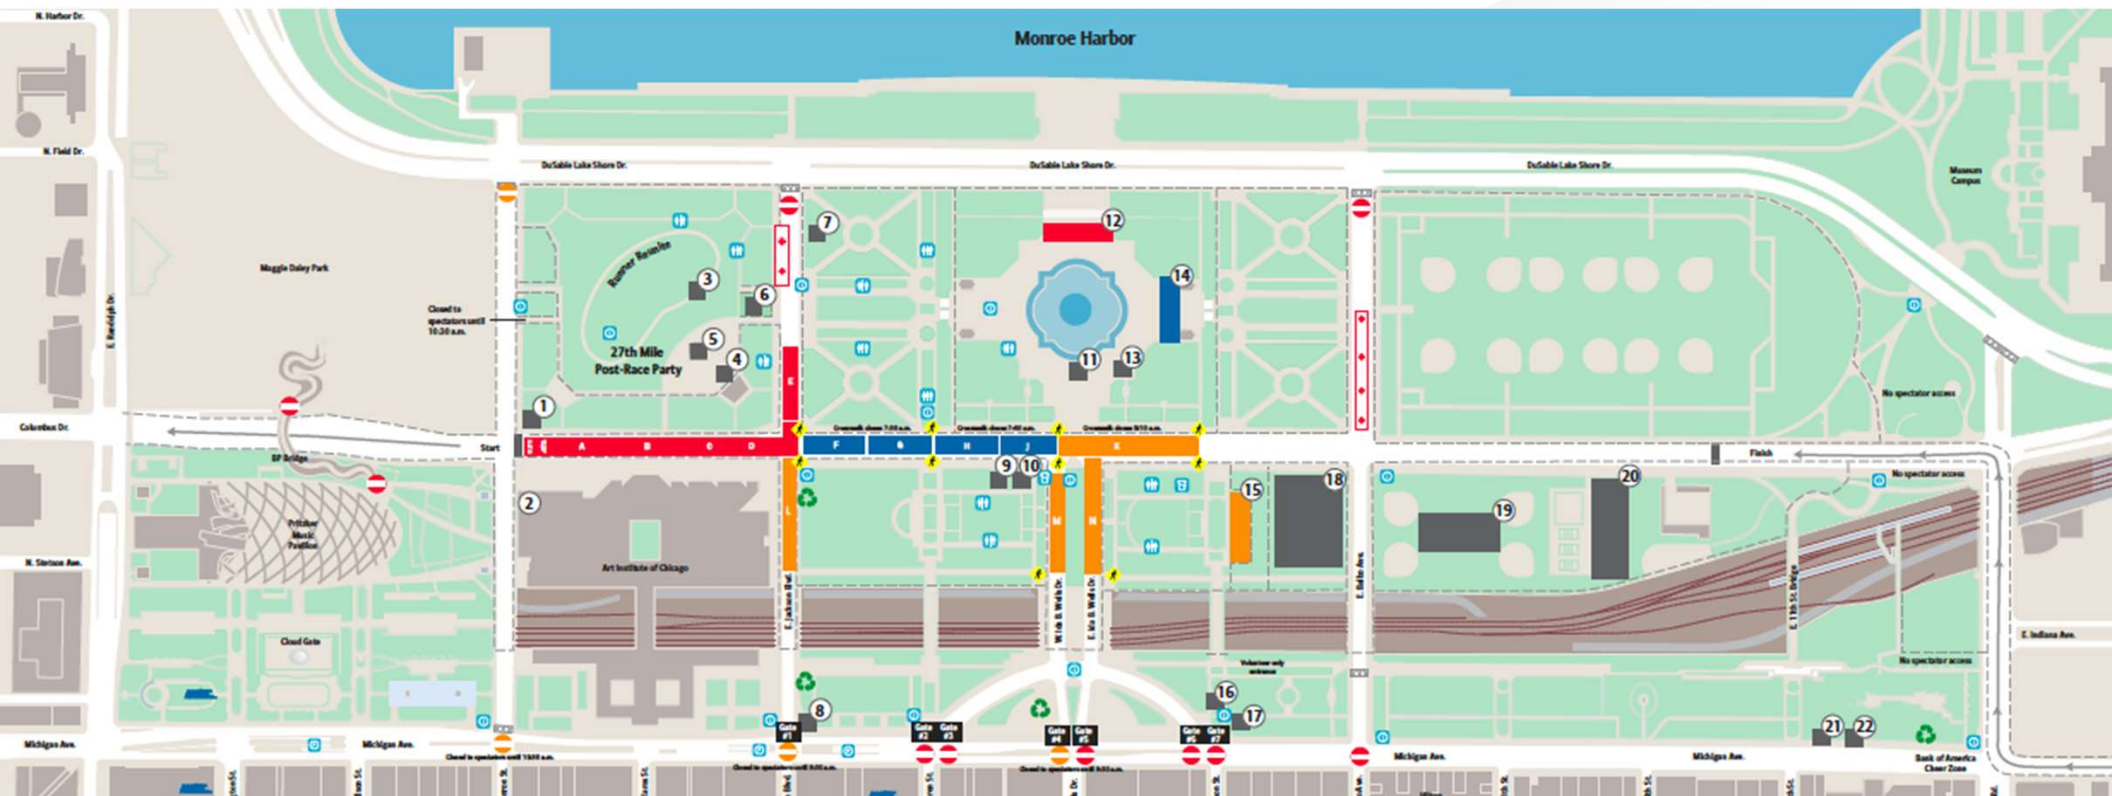 N. Harbor Dr.
Monroe Harbor
N. Field Dr.
DuSable Lake Shore Dr.
DuSable Lake Shore Dr.
DuSable Lake Shore Dr.
Museum
Campus
Maggie Daley Park
E. Randolph Dr.
Closed to
spectators until
10:30 a.m.
Runner Reunite
27th Mile
Post-Race Party
1
2
3
4
5
6
7
8
9
10
11
12
13
14
15
16
17
18
19
20
21
22
No spectator access
Columbus Dr.
Start
A
B
C
D
E
F
G
H
J
K
L
M
N
Finish
No spectator access
BP Bridge
Pritzker
Music
Pavilion
Art Institute of Chicago
N. Stetson Ave.
E. Jackson Blvd.
E. Balbo Ave.
E. 11th St. Bridge
E. Indiana Ave.
Cloud Gate
Volunteer only
entrance
No spectator access
Gate
#1
Gate
#2
Gate
#3
Gate
#4
Gate
#5
Gate
#6
Gate
#7
Michigan Ave.
Michigan Ave.
Michigan Ave.
Michigan Ave.
Bank of America
Cheer Zone